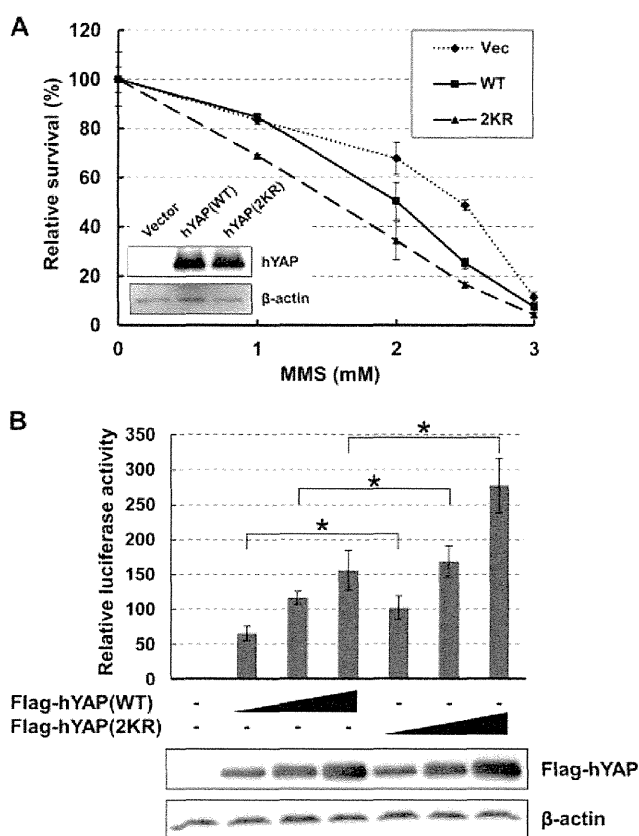 A
Relative survival (%)
120
100
80
60
40
20
0
0
1
2
3
MMS (mM)
Vec
WT
2KR
Vector
hYAP(WT)
hYAP(2KR)
hYAP
β-actin
B
Relative luciferase activity
350
300
250
200
150
100
50
0
*
*
*
Flag-hYAP(WT) - - - -
Flag-hYAP(2KR) - - - -
Flag-hYAP
β-actin